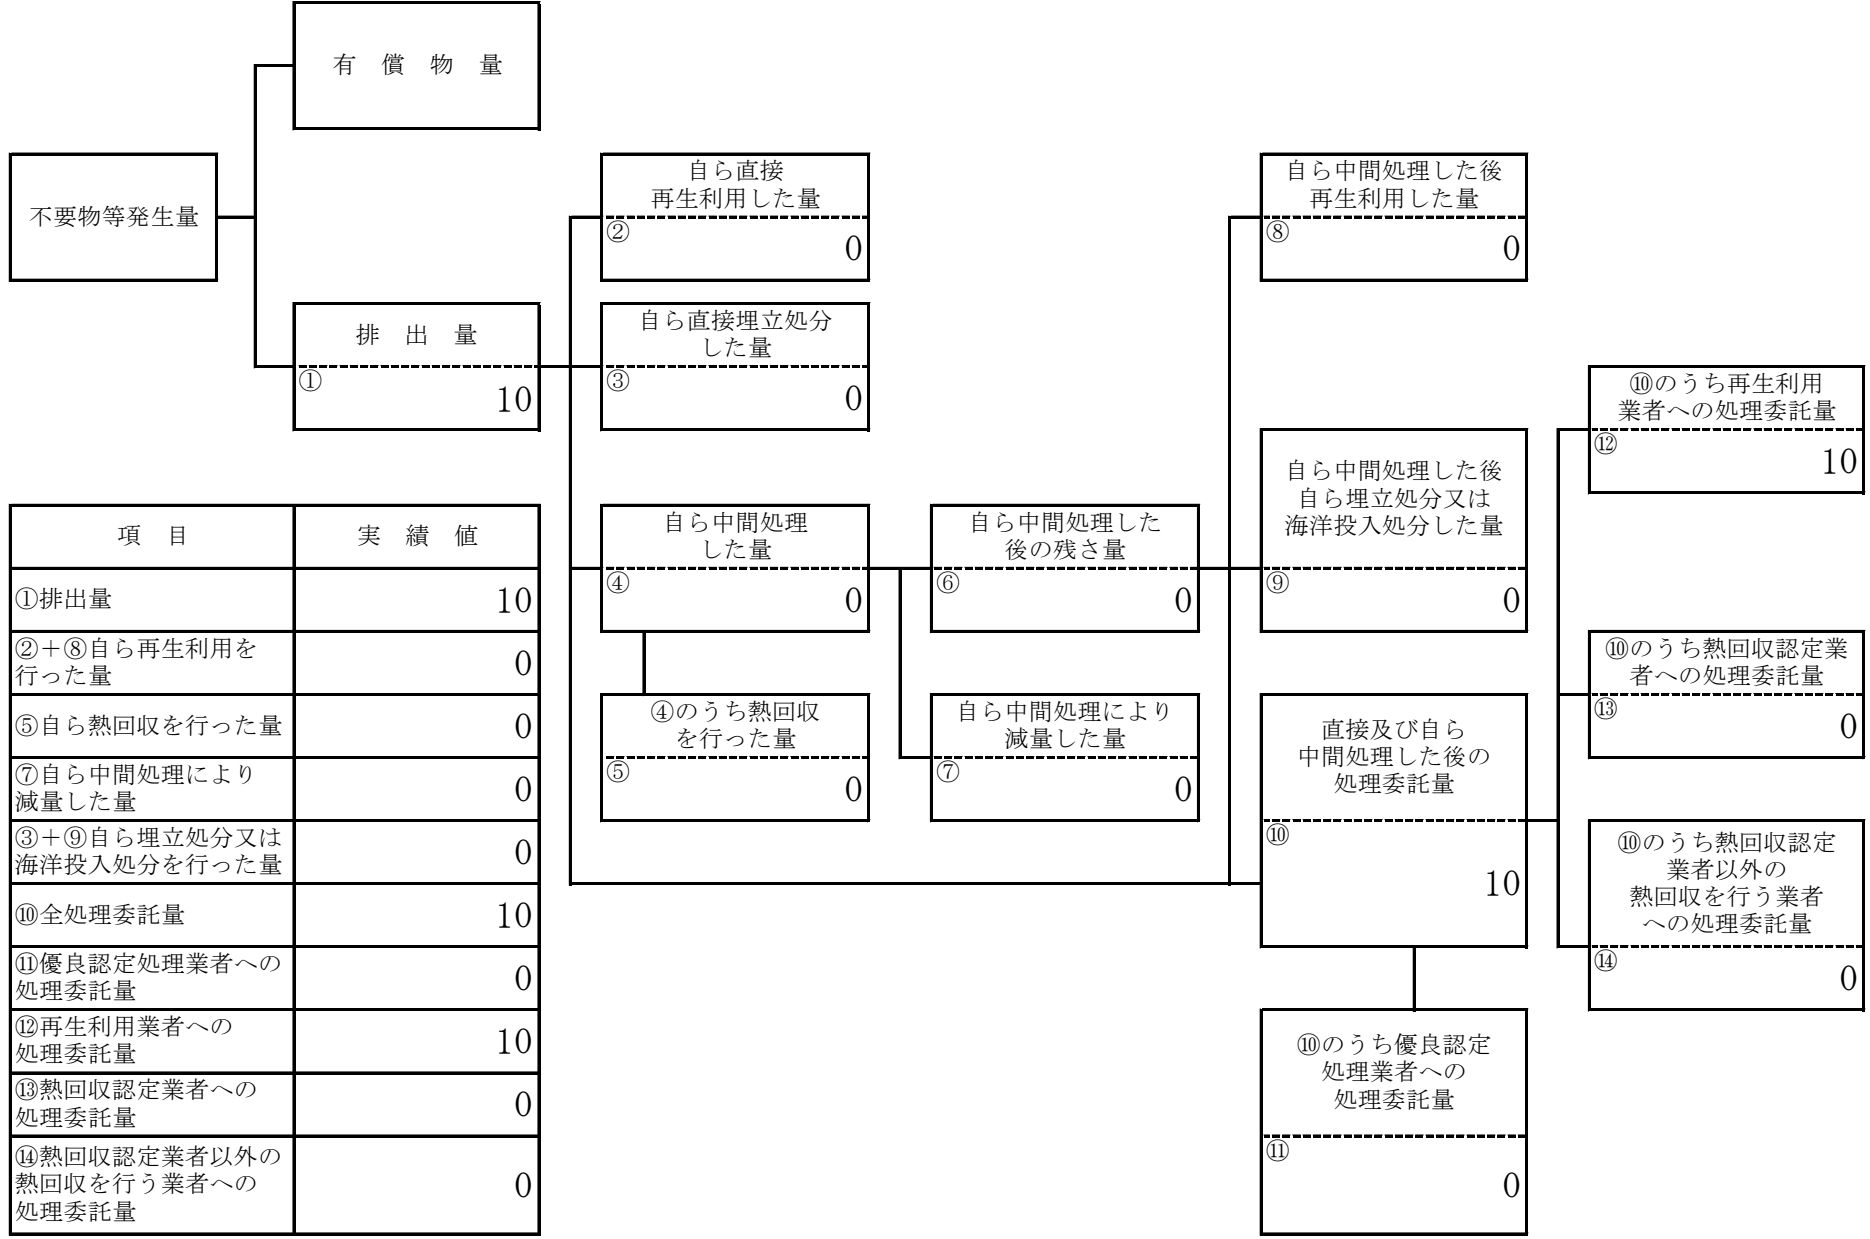 有 償 物 量
不要物等発生量
排 出 量
①
10
自ら直接
再生利用した量
②
0
自ら直接埋立処分
した量
③
0
自ら中間処理
した量
④
0
④のうち熱回収
を行った量
⑤
0
自ら中間処理した
後の残さ量
⑥
0
自ら中間処理により
減量した量
⑦
0
自ら中間処理した後
再生利用した量
⑧
0
自ら中間処理した後
自ら埋立処分又は
海洋投入処分した量
⑨
0
直接及び自ら
中間処理した後の
処理委託量
⑩
10
⑩のうち優良認定
処理業者への
処理委託量
⑪
0
⑩のうち再生利用
業者への処理委託量
⑫
10
⑩のうち熱回収認定業
者への処理委託量
⑬
0
⑩のうち熱回収認定
業者以外の
熱回収を行う業者
への処理委託量
⑭
0
項 目 実 績 値
①排出量 10
②+⑧自ら再生利用を
行った量 0
⑤自ら熱回収を行った量 0
⑦自ら中間処理により
減量した量 0
③+⑨自ら埋立処分又は
海洋投入処分を行った量 0
⑩全処理委託量 10
⑪優良認定処理業者への
処理委託量 0
⑫再生利用業者への
処理委託量 10
⑬熱回収認定業者への
処理委託量 0
⑭熱回収認定業者以外の
熱回収を行う業者への
処理委託量 0